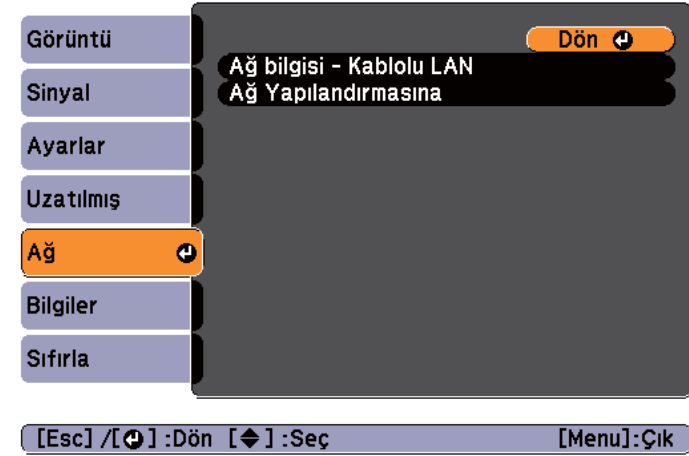 Görüntü
Sinyal
Ayarlar
Uzatılmış
Ağ
Bilgiler
Sıfırla
Dön
Ağ bilgisi - Kablolu LAN
Ağ Yapılandırmasına
[Esc] /[ ] :Dön [ ] :Seç [Menu]:Çık